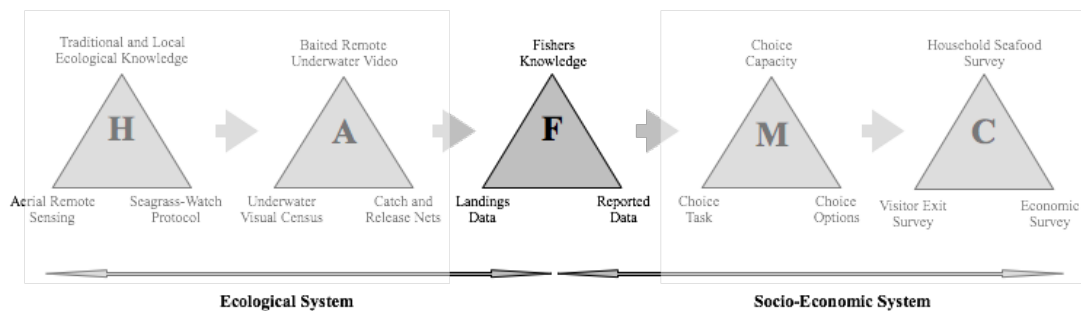 Traditional and Local
Ecological Knowledge
H
Aerial Remote
Sensing
Seagrass-Watch
Protocol
Baited Remote
Underwater Video
A
Underwater
Visual Census
Catch and
Release Nets
Fishers
Knowledge
F
Landings
Data
Reported
Data
Choice
Capacity
M
Choice
Task
Choice
Options
Household Seafood
Survey
C
Visitor Exit
Survey
Economic
Survey
Ecological System
Socio-Economic System